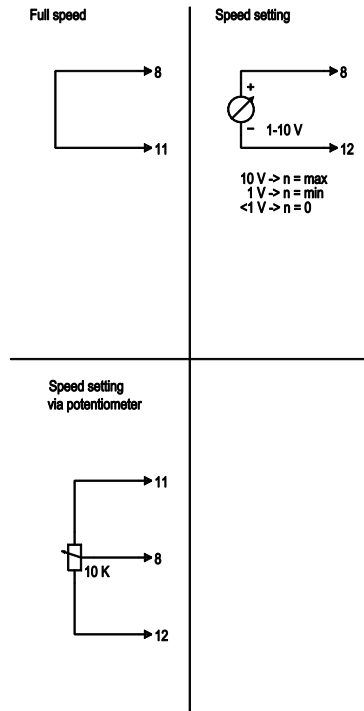 Full speed
8
11
Speed setting
8
+
–
1-10 V
12
10 V -> n = max
1 V -> n = min
<1 V -> n = 0
Speed setting
via potentiometer
11
8
10 K
12